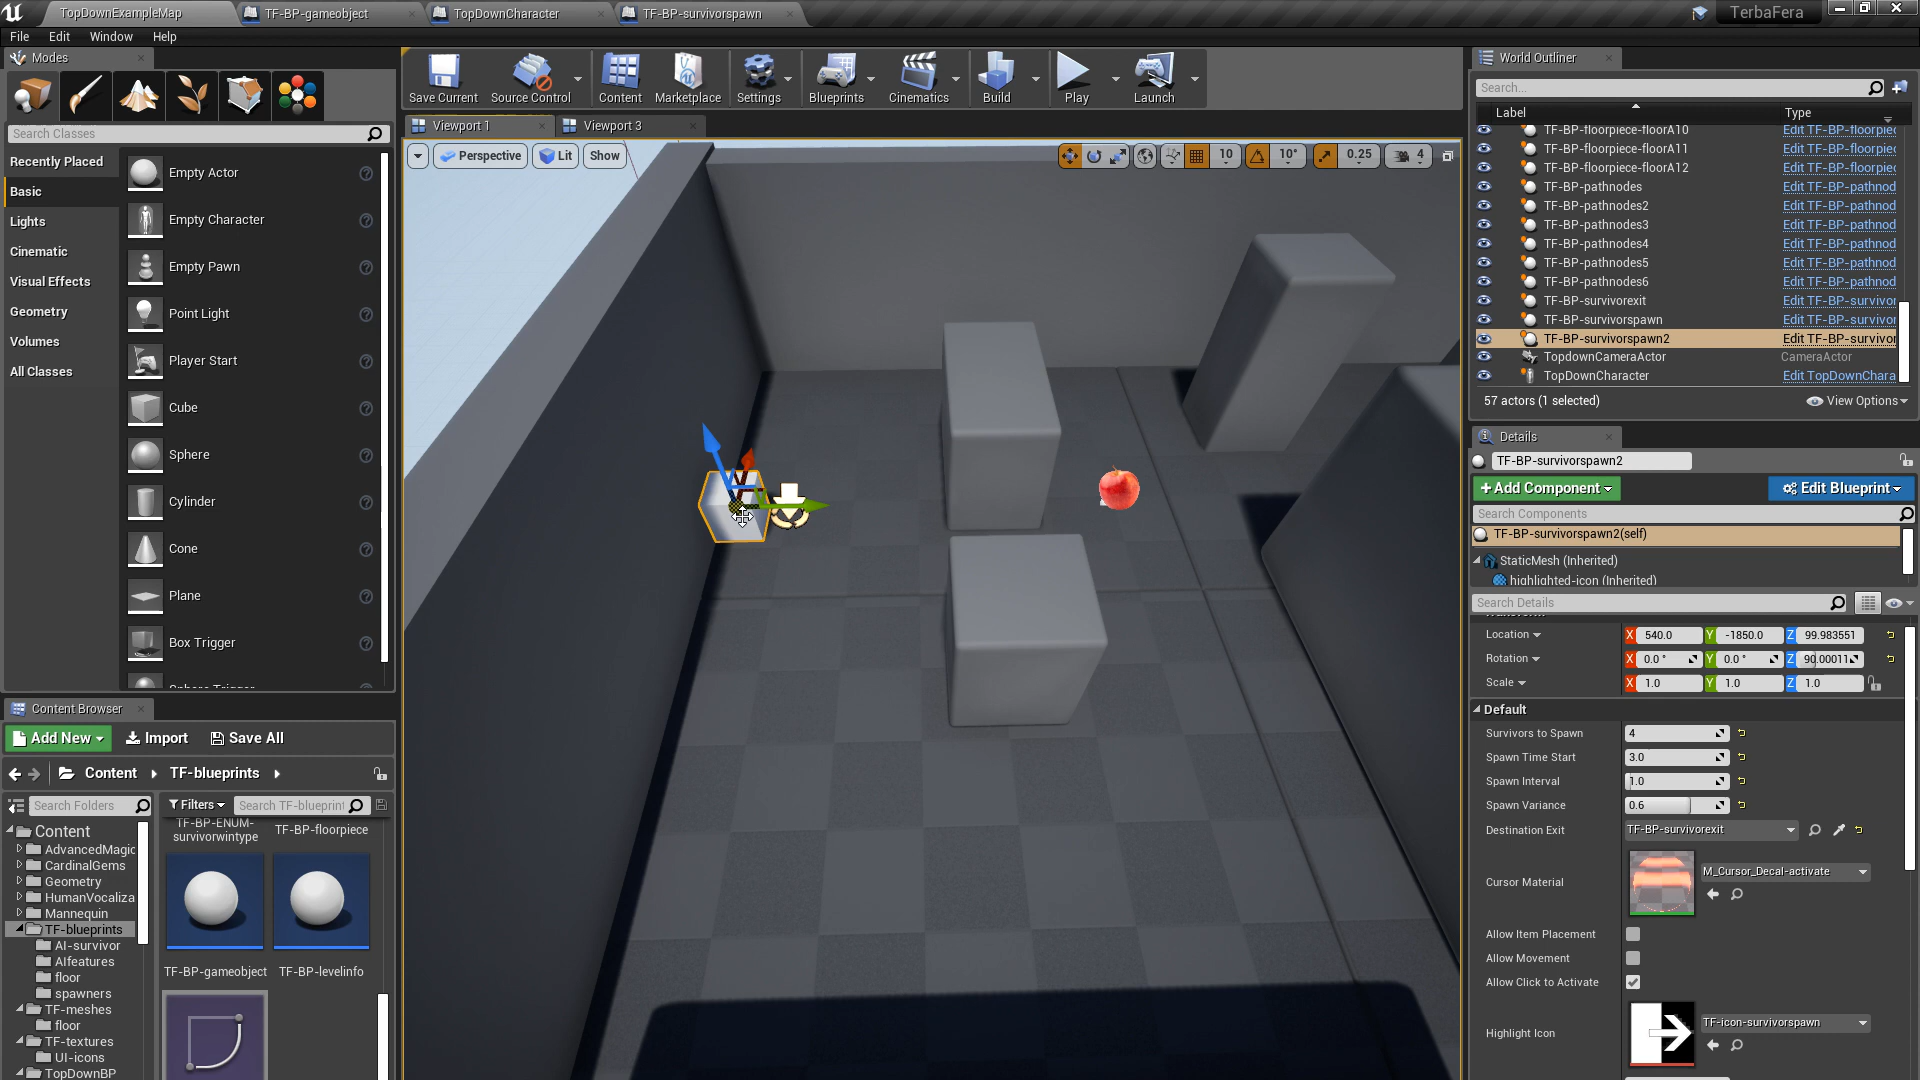 TopDownExampleMap
TF-BP-gameobject
TopDownCharacter
TF-BP-survivorspawn
TerbaFera
File
Edit
Window
Help
Modes
Search Classes
Recently Placed
Basic
Lights
Cinematic
Visual Effects
Geometry
Volumes
All Classes
Empty Actor
Empty Character
Empty Pawn
Point Light
Player Start
Cube
Sphere
Cylinder
Cone
Plane
Box Trigger
Sphere Trigger
Save Current
Source Control
Content
Marketplace
Settings
Blueprints
Cinematics
Build
Play
Launch
Viewport 1
Viewport 3
Perspective
Lit
Show
10
10°
0.25
4
World Outliner
Search...
Label
Type
TF-BP-floorpiece-floorA10 Edit TF-BP-floorpiec
TF-BP-floorpiece-floorA11 Edit TF-BP-floorpiec
TF-BP-floorpiece-floorA12 Edit TF-BP-floorpiec
TF-BP-pathnodes Edit TF-BP-pathnod
TF-BP-pathnodes2 Edit TF-BP-pathnod
TF-BP-pathnodes3 Edit TF-BP-pathnod
TF-BP-pathnodes4 Edit TF-BP-pathnod
TF-BP-pathnodes5 Edit TF-BP-pathnod
TF-BP-pathnodes6 Edit TF-BP-pathnod
TF-BP-survivorexit Edit TF-BP-survivor
TF-BP-survivorspawn Edit TF-BP-survivor
TF-BP-survivorspawn2 Edit TF-BP-survivor
TopdownCameraActor CameraActor
TopDownCharacter Edit TopDownChara
57 actors (1 selected)
View Options
Details
TF-BP-survivorspawn2
+Add Component
Edit Blueprint
Search Components
TF-BP-survivorspawn2(self)
StaticMesh (Inherited)
highlighted-icon (Inherited)
Search Details
Location X 540.0 Y -1850.0 Z 99.983551
Rotation X 0.0 ° Y 0.0 ° Z 90.00011
Scale X 1.0 Y 1.0 Z 1.0
Default
Survivors to Spawn 4
Spawn Time Start 3.0
Spawn Interval 1.0
Spawn Variance 0.6
Destination Exit TF-BP-survivorexit
Cursor Material M_Cursor_Decal-activate
Allow Item Placement
Allow Movement
Allow Click to Activate
Highlight Icon TF-icon-survivorspawn
Content Browser
Add New
Import
Save All
Content
TF-blueprints
Search Folders
Filters
Search TF-blueprint
Content
AdvancedMagic
CardinalGems
Geometry
HumanVocaliza
Mannequin
TF-blueprints
AI-survivor
AIfeatures
floor
spawners
TF-meshes
floor
TF-textures
UI-icons
TopDownBP
TF-BP-ENUM-
survivorwintype
TF-BP-floorpiece
TF-BP-gameobject
TF-BP-levelinfo